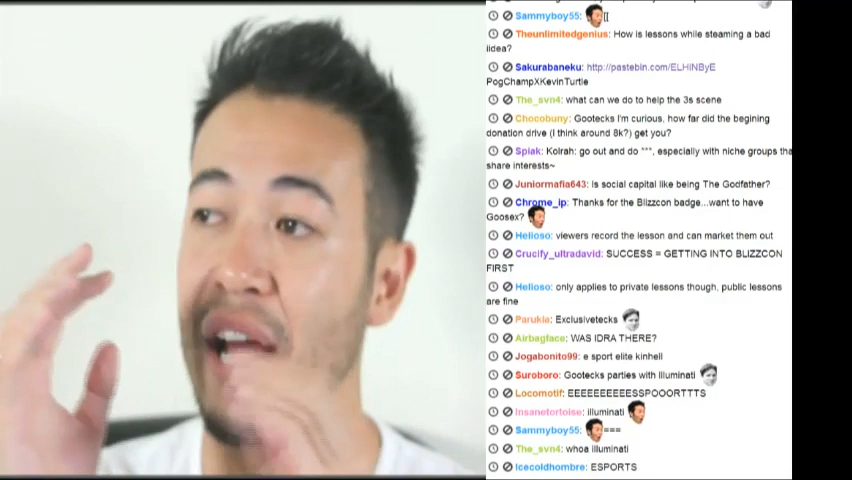 Sammyboy55: [[
Theunlimitedgenius: How is lessons while steaming a bad
iidea?
Sakurabaneku: http://pastebin.com/ELHiNByE
PogChampXKevinTurtle
The_svn4: what can we do to help the 3s scene
Chocobuny: Gootecks I'm curious, how far did the begining
donation drive (I think around 8k?) get you?
Spiak: Kolrah: go out and do ***, especially with niche groups tha
share interests~
Juniormafia643: Is social capital like being The Godfather?
Chrome_ip: Thanks for the Blizzcon badge...want to have
Goosex?
Helioso: viewers record the lesson and can market them out
Crucify_ultradavid: SUCCESS = GETTING INTO BLIZZCON
FIRST
Helioso: only applies to private lessons though, public lessons
are fine
Parukia: Exclusivetecks
Airbagface: WAS IDRA THERE?
Jogabonito99: e sport elite kinhell
Suroboro: Gootecks parties with Illuminati
Locomotif: EEEEEEEEEESSPOOORTTTS
Insanetortoise: illuminati
Sammyboy55: ===
The_svn4: whoa illuminati
Icecoldhombre: ESPORTS